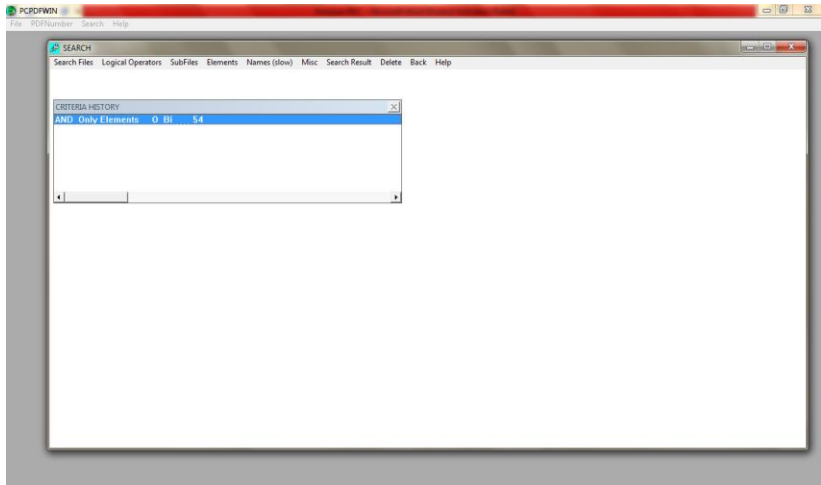 PCPDFWIN
File PDFNumber Search Help
SEARCH
Search Files Logical Operators SubFiles Elements Names (slow) Misc Search Result Delete Back Help
CRITERIA HISTORY
AND Only Elements O Bi .... 54